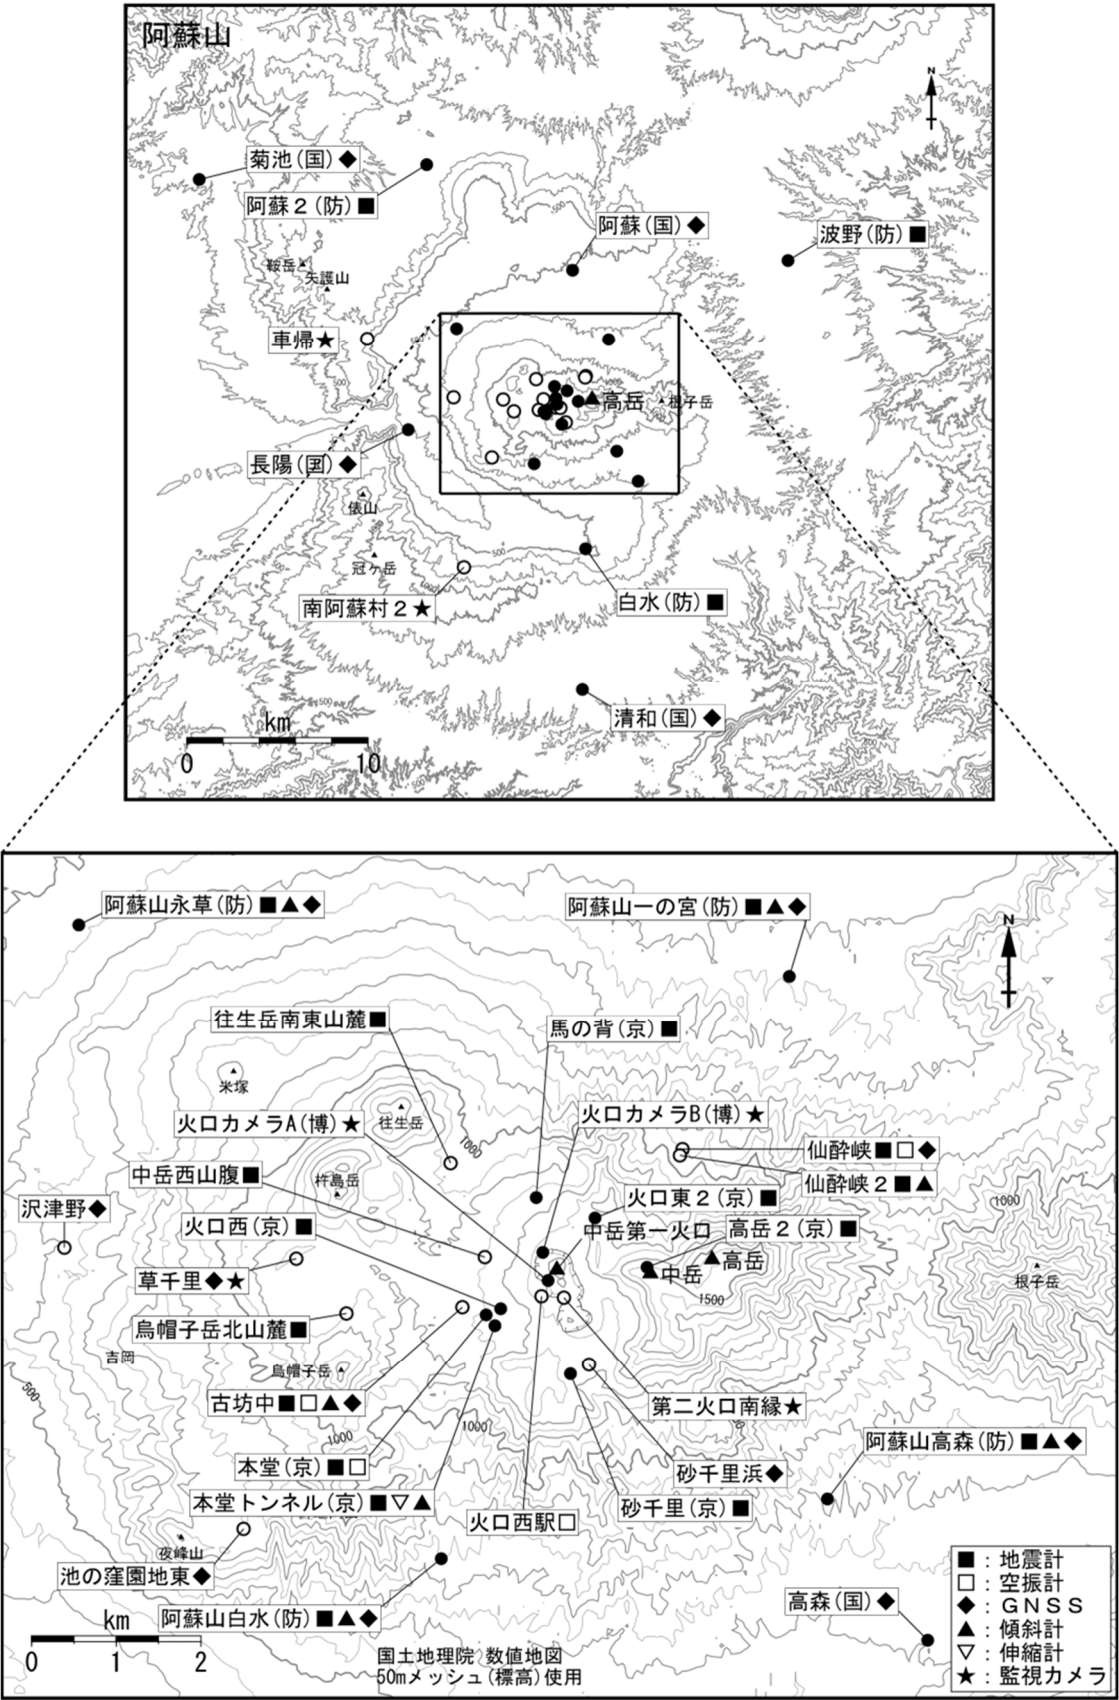 阿蘇山
N
菊池(国)◆
阿蘇2(防)■
阿蘇(国)◆
波野(防)■
鞍岳
矢護山
車帰★
500
500
高岳
根子岳
長陽(国)◆
俵山
冠ヶ岳
500
1000
南阿蘇村2★
白水(防)■
清和(国)◆
km
0 10
阿蘇山永草(防)■▲◆
阿蘇山一の宮(防)■▲◆
N
往生岳南東山麓■
馬の背(京)■
米塚
往生岳
火口カメラA(博)★
火口カメラB(博)★
1000
仙酔峡■□◆
中岳西山腹■
杵島岳
仙酔峡2■▲
沢津野◆
火口東2(京)■
1000
火口西(京)■
中岳第一火口
高岳2(京)■
草千里◆★
中岳
高岳
根子岳
1500
烏帽子岳北山麓■
吉岡
烏帽子岳
500
古坊中■□▲◆
第二火口南縁★
1000
1000
阿蘇山高森(防)■▲◆
本堂(京)■□
砂千里浜◆
本堂トンネル(京)■▽▲
砂千里(京)■
火口西駅□
夜峰山
池の窪園地東◆
阿蘇山白水(防)■▲◆
高森(国)◆
■:地震計
□:空振計
◆:GNSS
▲:傾斜計
▽:伸縮計
★:監視カメラ
km
0 1 2
国土地理院 数値地図
50mメッシュ(標高)使用